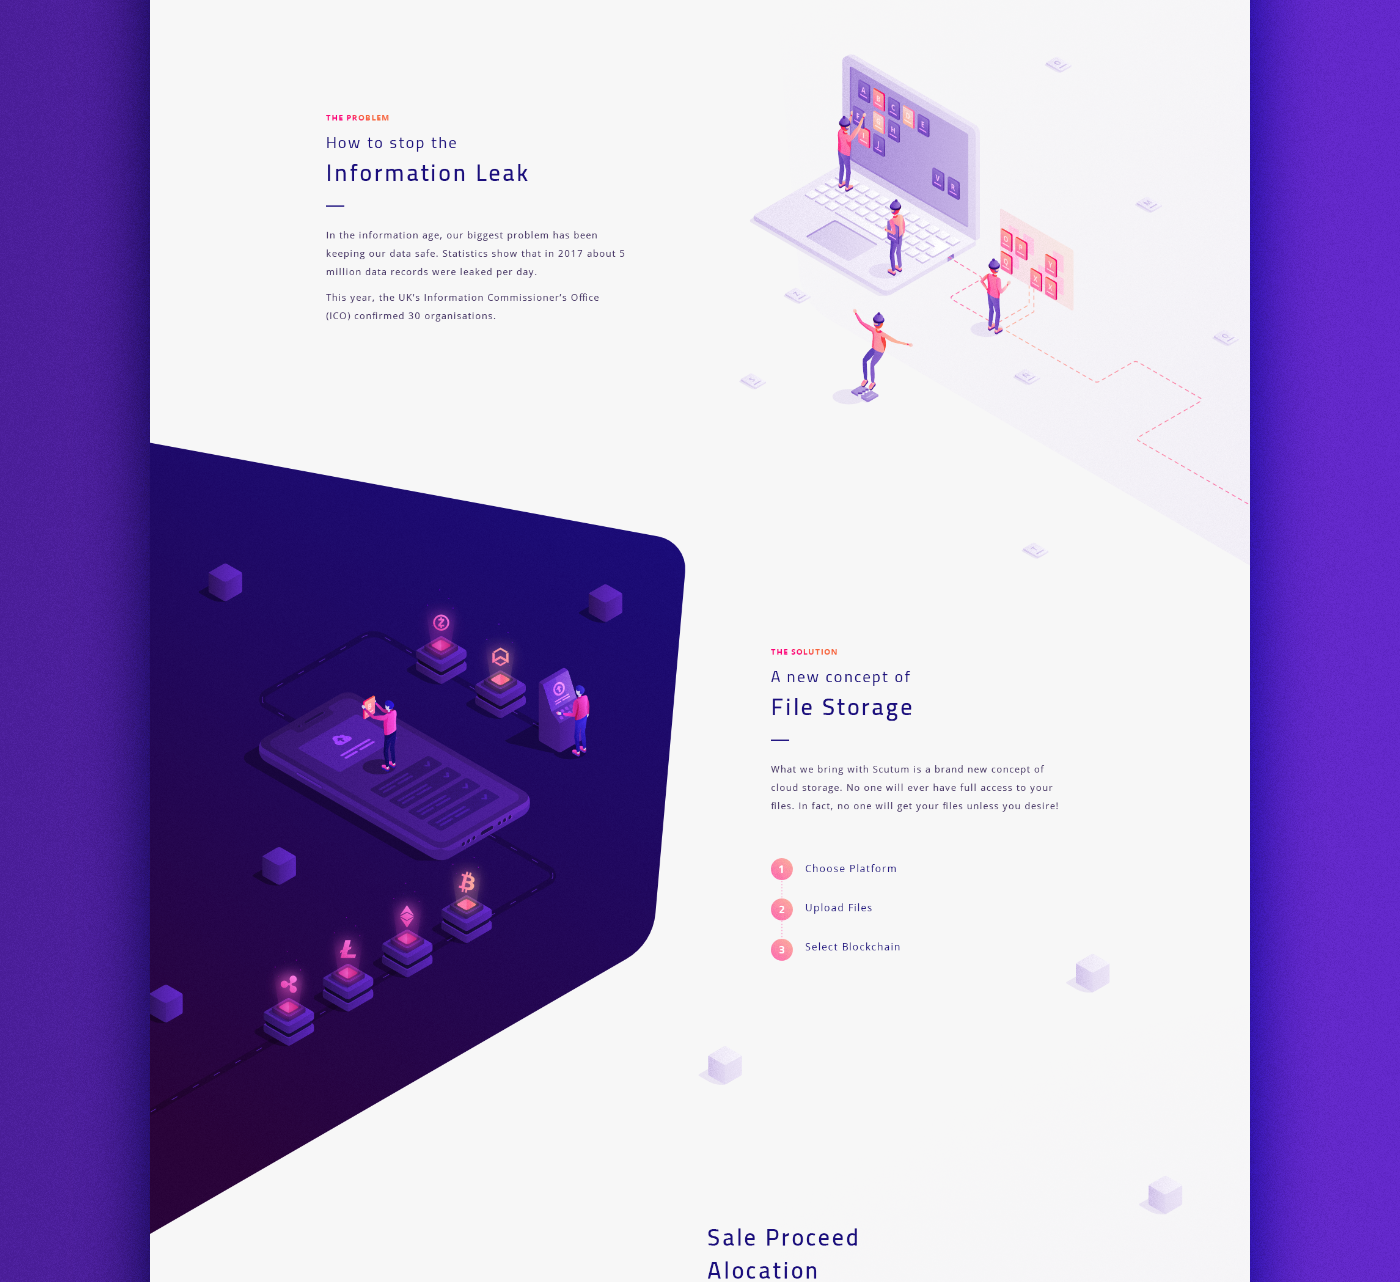 THE PROBLEM
How to stop the
Information Leak
In the information age, our biggest problem has been
keeping our data safe. Statistics show that in 2017 about 5
million data records were leaked per day.
This year, the UK's Information Commissioner's Office
(ICO) confirmed 30 organisations.
A
B
C
E
H
I
J
V
R
THE SOLUTION
A new concept of
File Storage
What we bring with Scutum is a brand new concept of
cloud storage. No one will ever have full access to your
files. In fact, no one will get your files unless you desire!
1 Choose Platform
2 Upload Files
3 Select Blockchain
Sale Proceed
Alocation